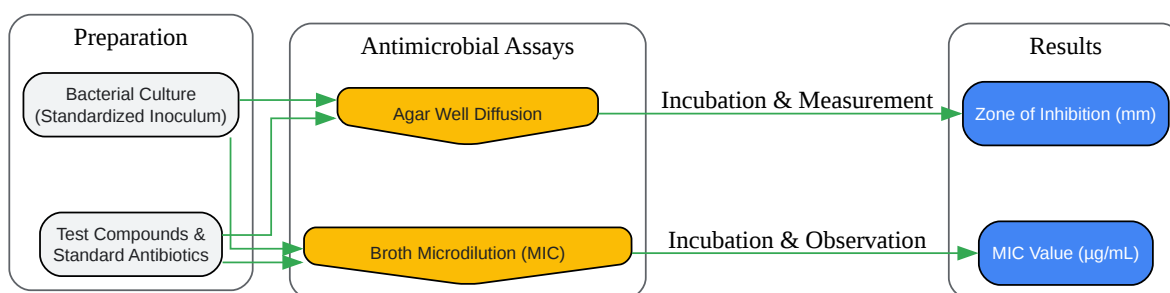 Preparation
Bacterial Culture
(Standardized Inoculum)
Test Compounds &
Standard Antibiotics
Antimicrobial Assays
Agar Well Diffusion
Broth Microdilution (MIC)
Incubation & Measurement
Incubation & Observation
Results
Zone of Inhibition (mm)
MIC Value (µg/mL)